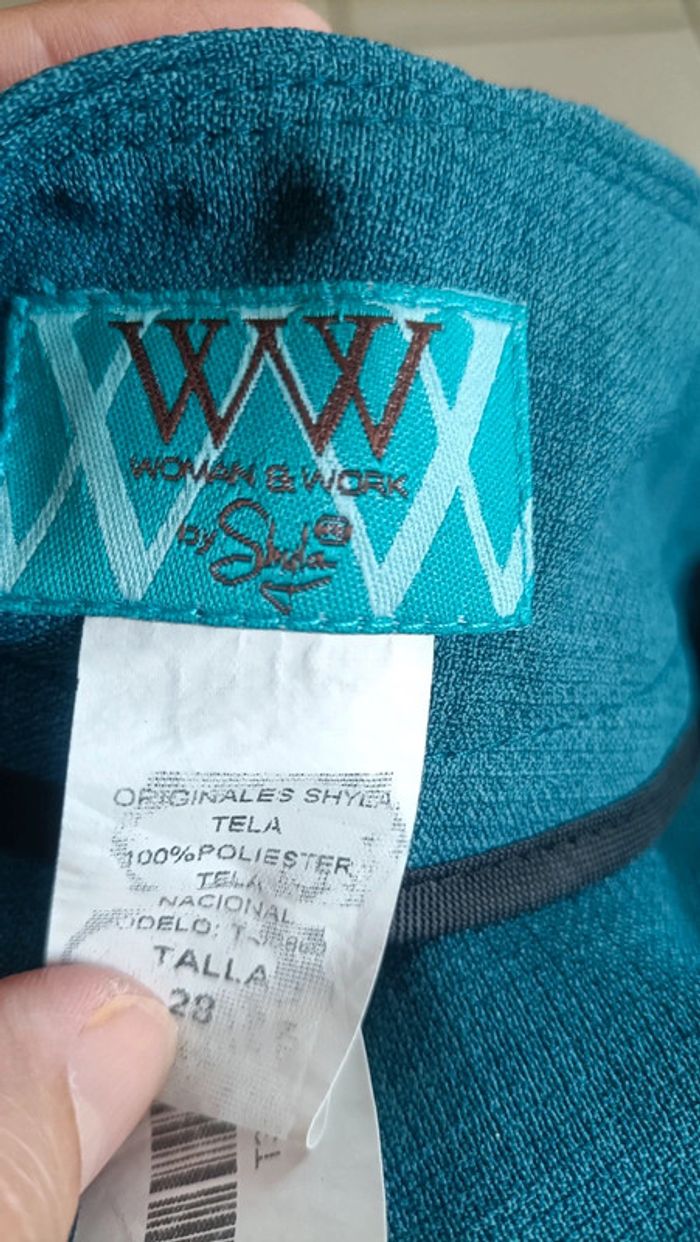 WW
WOMAN & WORK
by Shyla
ORIGINALES SHYLA
TELA
100%POLIESTER
TELA
NACIONAL
TALLA
28